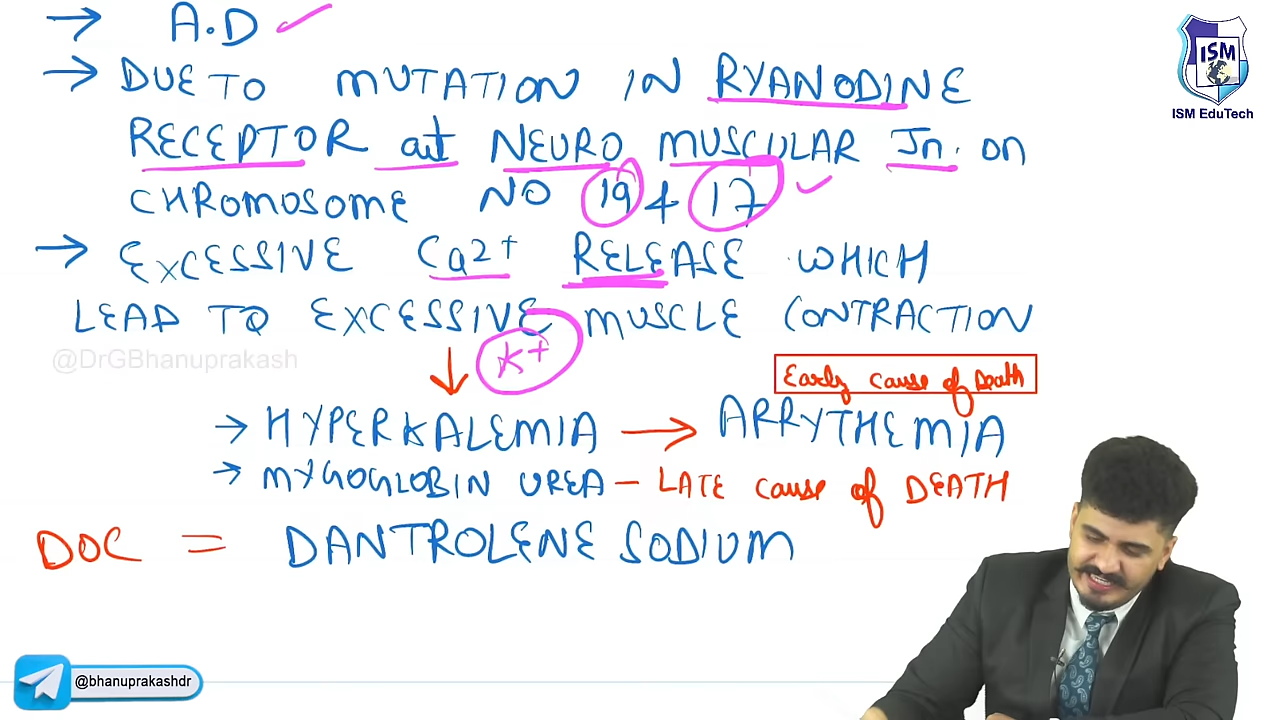 → A.D ✓
ISM
ISM EduTech
→ DUE TO MUTATION IN RYANODINE
RECEPTOR at NEURO MUSCULAR Jn. on
CHROMOSOME NO 19 & 17 ✓
→ EXCESSIVE Ca2+ RELEASE WHICH
LEAD TO EXCESSIVE MUSCLE CONTRACTION
@DrGBhanuprakash
K+
Early cause of Death
→ HYPERKALEMIA → ARRYTHEMIA
→ MYOGLOBIN UREA - LATE cause of DEATH
DOC = DANTROLENE SODIUM
@bhanuprakashdr